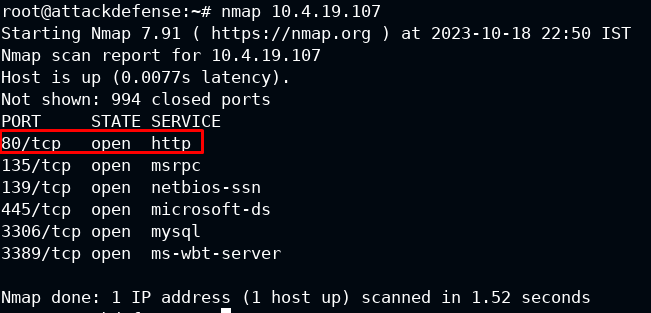 root@attackdefense:~# nmap 10.4.19.107
Starting Nmap 7.91 ( https://nmap.org ) at 2023-10-18 22:50 IST
Nmap scan report for 10.4.19.107
Host is up (0.0077s latency).
Not shown: 994 closed ports
PORT     STATE SERVICE
80/tcp   open  http
135/tcp  open  msrpc
139/tcp  open  netbios-ssn
445/tcp  open  microsoft-ds
3306/tcp open  mysql
3389/tcp open  ms-wbt-server
Nmap done: 1 IP address (1 host up) scanned in 1.52 seconds